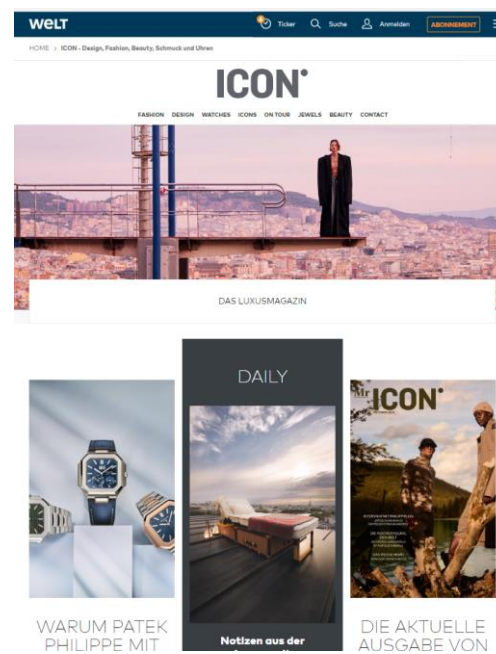 WELT
Ticker Suche Anmelden ABONNEMENT
HOME > ICON - Design, Fashion, Beauty, Schmuck und Uhren
ICON
FASHION DESIGN WATCHES ICONS ON TOUR JEWELS BEAUTY CONTACT
DAS LUXUSMAGAZIN
DAILY
Mr ICON
WARUM PATEK
PHILIPPE MIT
Notizen aus der
DIE AKTUELLE
AUSGABE VON